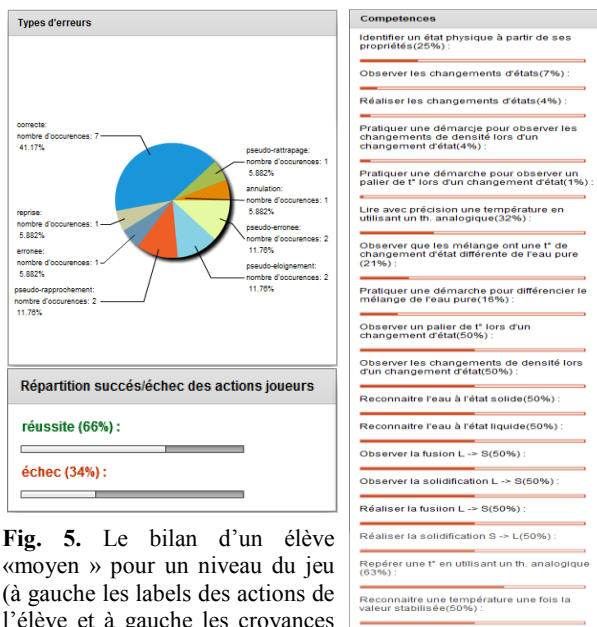 Types d'erreurs
correcte:
nombre d'occurences: 7
41.17%
pseudo-rattrapage:
nombre d'occurences: 1
5.882%
annulation:
nombre d'occurences: 1
5.882%
pseudo-erronee:
nombre d'occurences: 2
11.76%
pseudo-eloignement:
nombre d'occurences: 2
11.76%
reprise:
nombre d'occurences: 1
5.882%
erronee:
nombre d'occurences: 1
5.882%
pseudo-rapprochement:
nombre d'occurences: 2
11.76%
Répartition succés/échec des actions joueurs
réussite (66%) :
échec (34%) :
Fig. 5. Le bilan d'un élève
«moyen » pour un niveau du jeu
(à gauche les labels des actions de
l'élève et à gauche les croyances
Competences
Identifier un état physique à partir de ses
propriétés(25%) :
Observer les changements d'états(7%) :
Réaliser les changements d'états(4%) :
Pratiquer une démarcje pour observer les
changements de densité lors d'un
changement d'état(4%) :
Pratiquer une démarche pour observer un
palier de t° lors d'un changement d'état(1%) :
Lire avec précision une température en
utilisant un th. analogique(32%) :
Observer que les mélange ont une t° de
changement d'état différente de l'eau pure
(21%) :
Pratiquer une démarche pour différencier le
mélange de l'eau pure(16%) :
Observer un palier de t° lors d'un
changement d'état(50%) :
Observer les changements de densité lors
d'un changement d'état(50%) :
Reconnaitre l'eau à l'état solide(50%) :
Reconnaitre l'eau à l'état liquide(50%) :
Observer la fusion L -> S(50%) :
Observer la solidification L -> S(50%) :
Réaliser la fusiion L -> S(50%) :
Réaliser la solidification S -> L(50%) :
Repérer une t° en utilisant un th. analogique
(63%) :
Reconnaitre une température une fois la
valeur stabilisée(50%) :